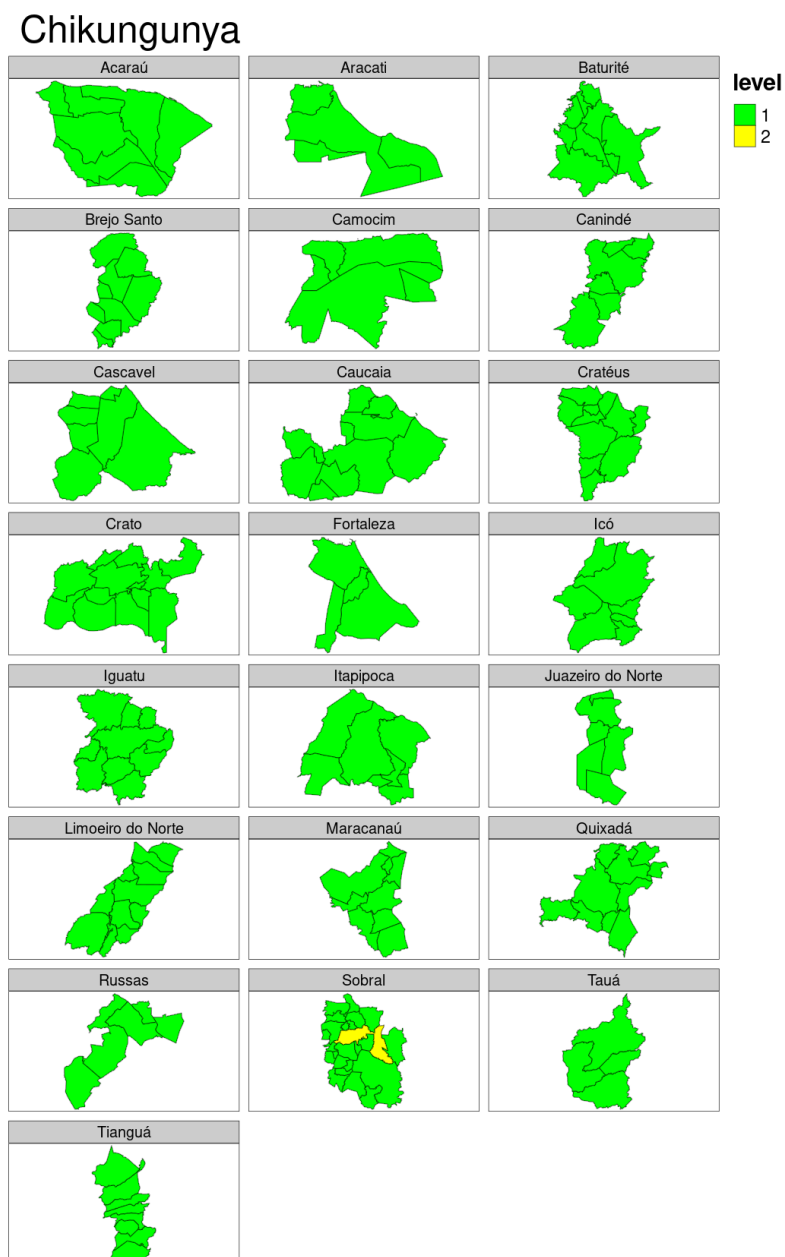 Chikungunya
Acaraú
Aracati
Baturité
level
1
2
Brejo Santo
Camocim
Canindé
Cascavel
Caucaia
Cratéus
Crato
Fortaleza
Icó
Iguatu
Itapipoca
Juazeiro do Norte
Limoeiro do Norte
Maracanaú
Quixadá
Russas
Sobral
Tauá
Tianguá